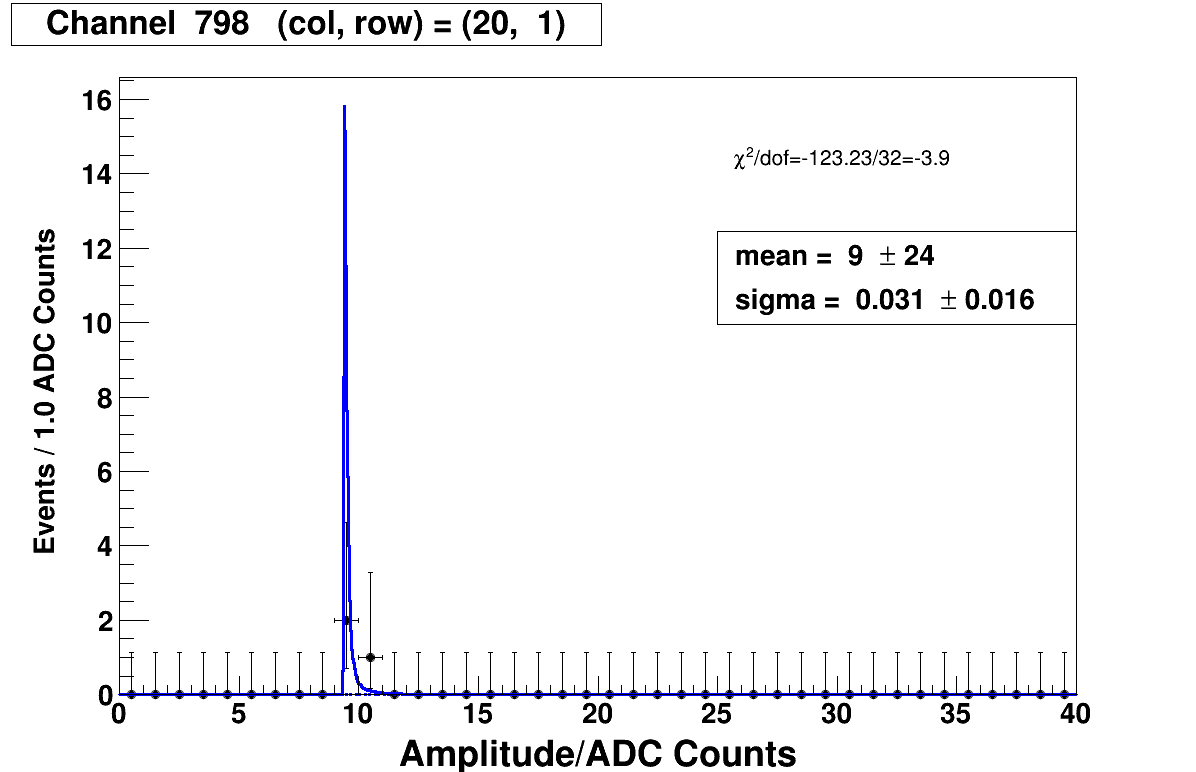 Channel 798 (col, row) = (20, 1)
χ²/dof=-123.23/32=-3.9
mean = 9 ± 24
sigma = 0.031 ± 0.016
Events / 1.0 ADC Counts
16
14
12
10
8
6
4
2
0
0 5 10 15 20 25 30 35 40
Amplitude/ADC Counts